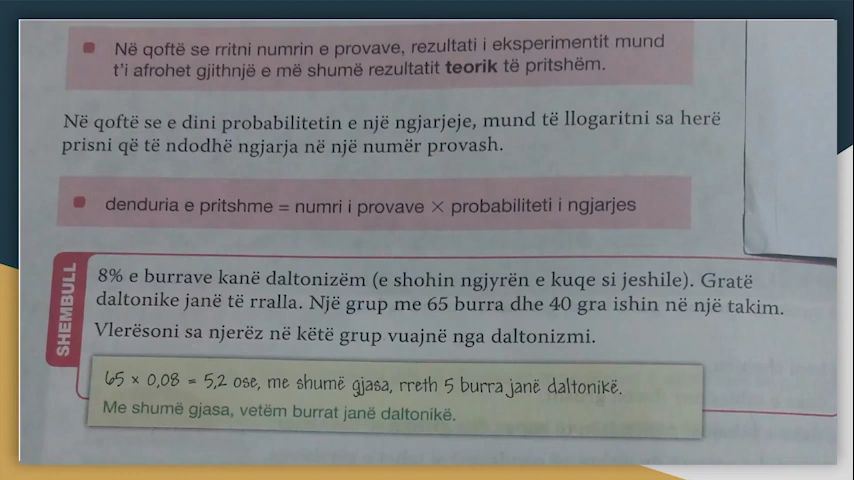 Në qoftë se rritni numrin e provave, rezultati i eksperimentit mund
t'i afrohet gjithnjë e më shumë rezultatit teorik të pritshëm.
Në qoftë se e dini probabilitetin e një ngjarjeje, mund të llogaritni sa herë
prisni që të ndodhë ngjarja në një numër provash.
denduria e pritshme = numri i provave × probabiliteti i ngjarjes
SHEMBULL
8% e burrave kanë daltonizëm (e shohin ngjyrën e kuqe si jeshile). Gratë
daltonike janë të rralla. Një grup me 65 burra dhe 40 gra ishin në një takim.
Vlerësoni sa njerëz në këtë grup vuajnë nga daltonizmi.
65 × 0,08 = 5,2 ose, me shumë gjasa, rreth 5 burra janë daltonikë.
Me shumë gjasa, vetëm burrat janë daltonikë.